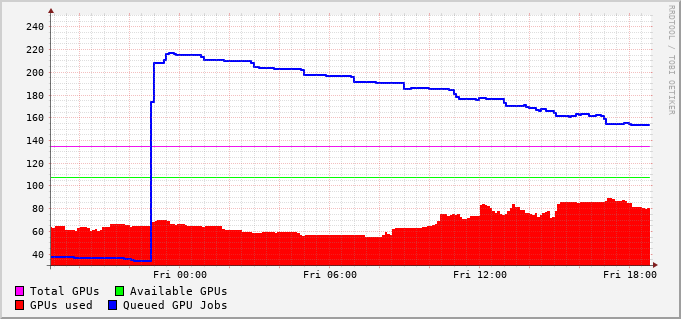 240
220
200
180
160
140
120
100
80
60
40
Fri 00:00 Fri 06:00 Fri 12:00 Fri 18:00
Total GPUs Available GPUs
GPUs used Queued GPU Jobs
RRDTOOL / TOBI OETIKER